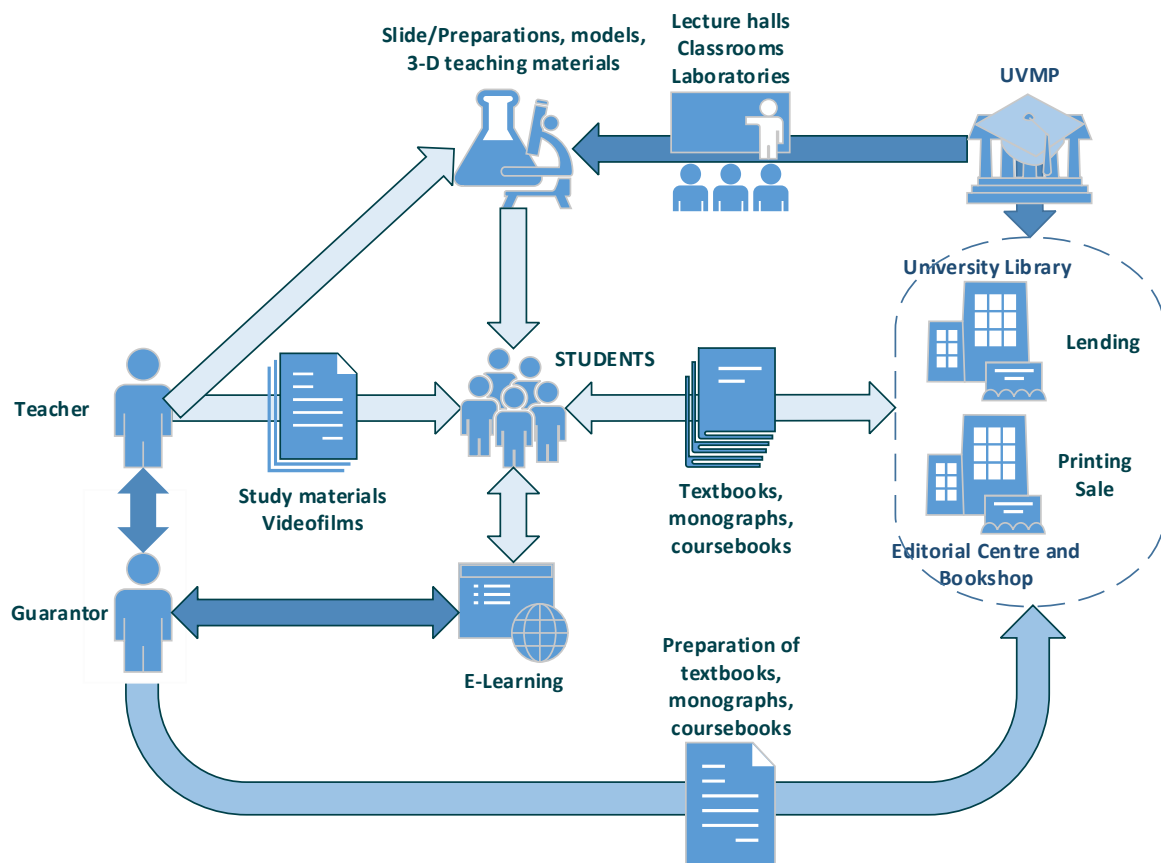 Slide/Preparations, models,
3-D teaching materials
Lecture halls
Classrooms
Laboratories
UVMP
University Library
Lending
STUDENTS
Teacher
Study materials
Videofilms
Textbooks,
monographs,
coursebooks
Printing
Sale
Editorial Centre and
Bookshop
Guarantor
E-Learning
Preparation of
textbooks,
monographs,
coursebooks